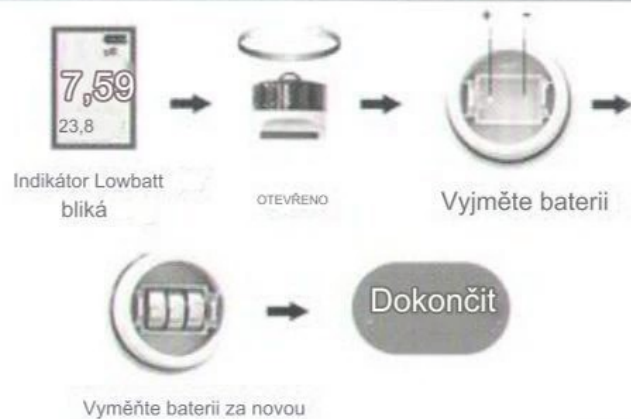 + -
pH
7,59
23,8
Indikátor Lowbatt
bliká
OTEVŘENO
Vyjměte baterii
Vyměňte baterii za novou
Dokončit